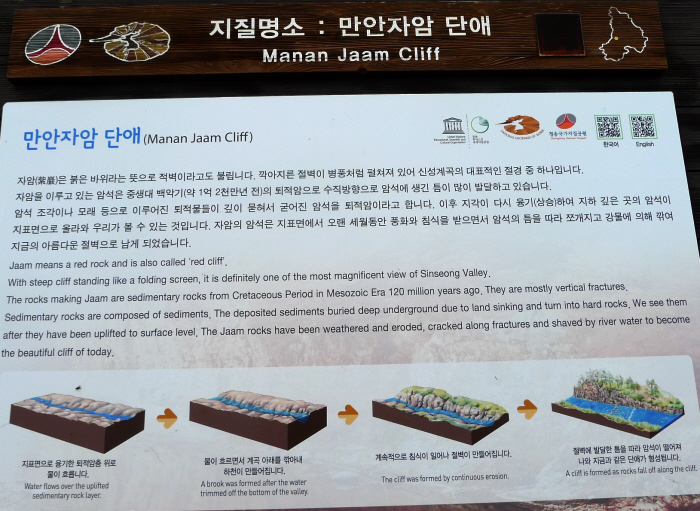 지질명소 : 만안자암 단애
Manan Jaam Cliff
만안자암 단애 (Manan Jaam Cliff)
한국어
English
자암(紫巖)은 붉은 바위라는 뜻으로 적벽이라고도 불립니다. 깍아지른 절벽이 병풍처럼 펼쳐져 있어 신성계곡의 대표적인 절경 중 하나입니다.
자암을 이루고 있는 암석은 중생대 백악기(약 1억 2천만년 전)의 퇴적암으로 수직방향으로 암석에 생긴 틈이 많이 발달하고 있습니다.
암석 조각이나 모래 등으로 이루어진 퇴적물들이 깊이 묻혀서 굳어진 암석을 퇴적암이라고 합니다. 이후 지각이 다시 융기(상승)하여 지하 깊은 곳의 암석이
지표면으로 올라와 우리가 볼 수 있는 것입니다. 자암의 암석은 지표면에서 오랜 세월동안 풍화와 침식을 받으면서 암석의 틈을 따라 쪼개지고 강물에 의해 깎여
지금의 아름다운 절벽으로 남게 되었습니다.
Jaam means a red rock and is also called 'red cliff'.
With steep cliff standing like a folding screen, it is definitely one of the most magnificent view of Sinseong Valley.
The rocks making Jaam are sedimentary rocks from Cretaceous Period in Mesozoic Era 120 million years ago. They are mostly vertical fractures.
Sedimentary rocks are composed of sediments. The deposited sediments buried deep underground due to land sinking and turn into hard rocks. We see them
after they have been uplifted to surface level. The Jaam rocks have been weathered and eroded, cracked along fractures and shaved by river water to become
the beautiful cliff of today.
지표면으로 융기한 퇴적암층 위로
물이 흐릅니다.
Water flows over the uplifted
sedimentary rock layer.
물이 흐르면서 계곡 아래를 깎아내
하천이 만들어집니다.
A brook was formed after the water
trimmed off the bottom of the valley.
계속적으로 침식이 일어나 절벽이 만들어집니다.
The cliff was formed by continuous erosion.
절벽에 발달한 틈을 따라 암석이 떨어져
나와 지금과 같은 단애가 형성됩니다.
A cliff is formed as rocks fall off along the cliff.